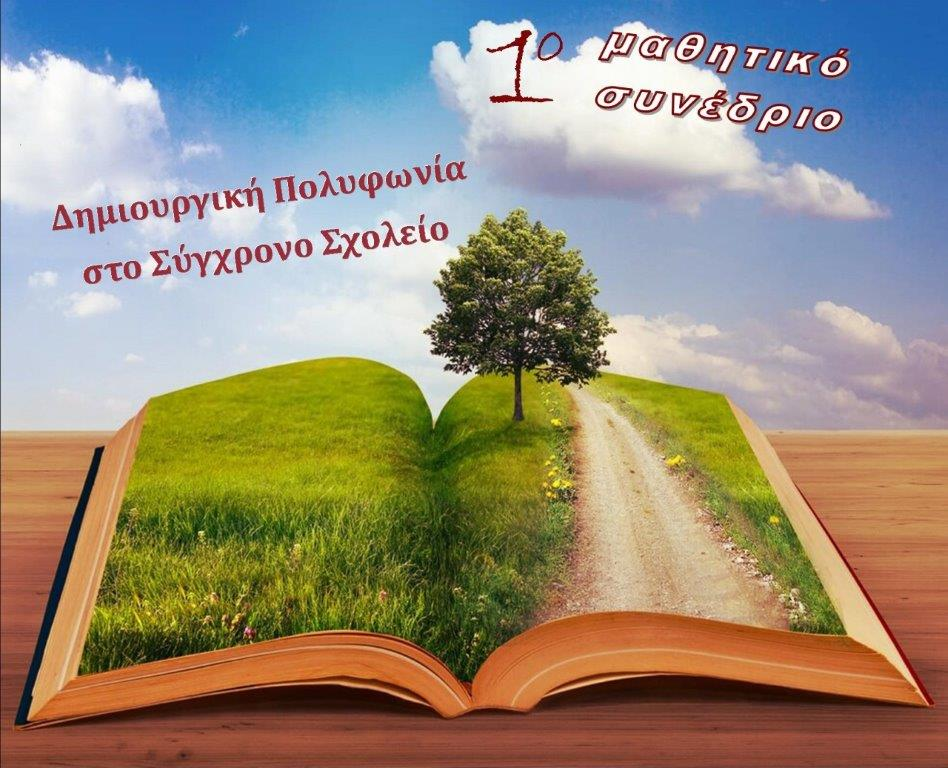 1ο μαθητικό
συνέδριο
Δημιουργική Πολυφωνία
στο Σύγχρονο Σχολείο